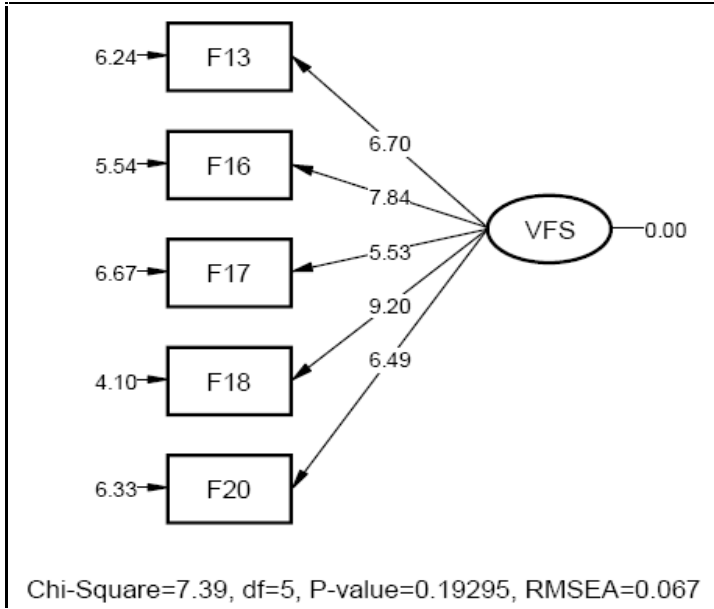 6.24 F13
6.70
5.54 F16
7.84
VFS 0.00
5.53
6.67 F17
9.20
6.49
4.10 F18
6.33 F20
Chi-Square=7.39, df=5, P-value=0.19295, RMSEA=0.067